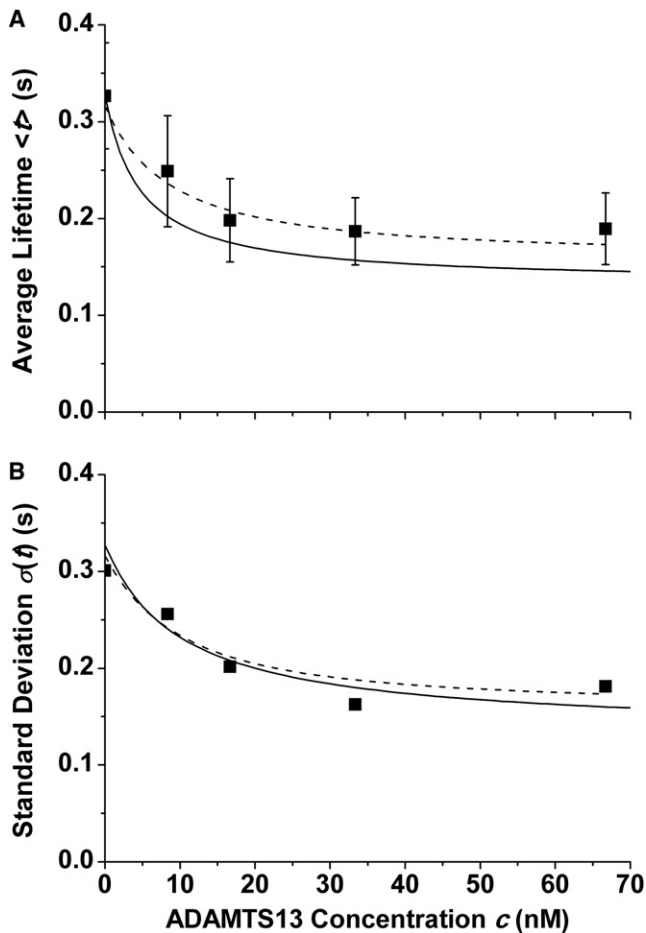 A
0.4
0.3
0.2
0.1
0.0
Average Lifetime <t> (s)
B
0.4
0.3
0.2
0.1
0.0
Standard Deviation σ(t) (s)
0 10 20 30 40 50 60 70
ADAMTS13 Concentration c (nM)